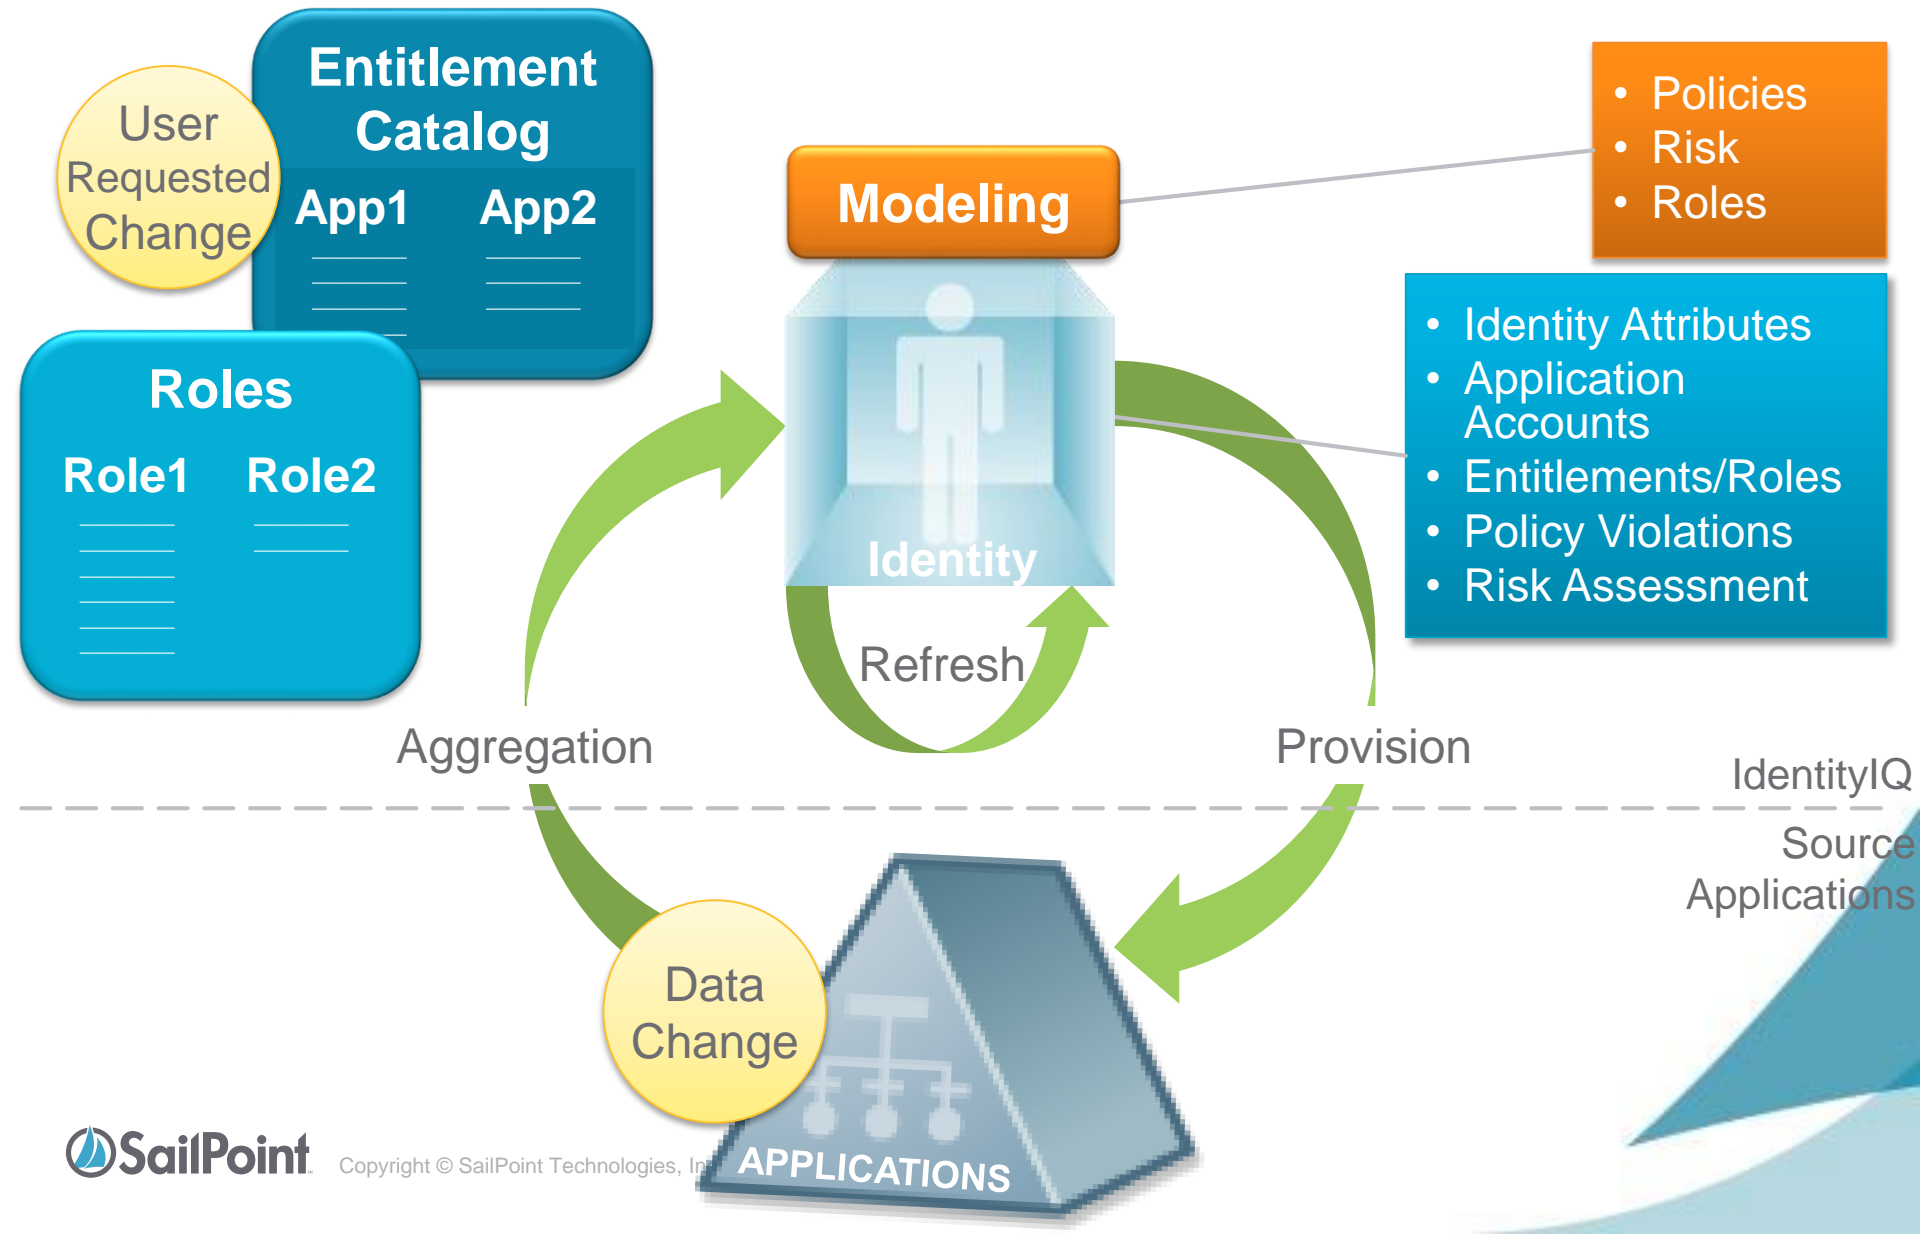 Entitlement
Catalog
App1
App2
User
Requested
Change
Roles
Role1
Role2
Modeling
• Policies
• Risk
• Roles
Identity
• Identity Attributes
• Application
Accounts
• Entitlements/Roles
• Policy Violations
• Risk Assessment
Refresh
Aggregation
Provision
IdentityIQ
Source
Applications
Data
Change
APPLICATIONS
SailPoint
Copyright © SailPoint Technologies,